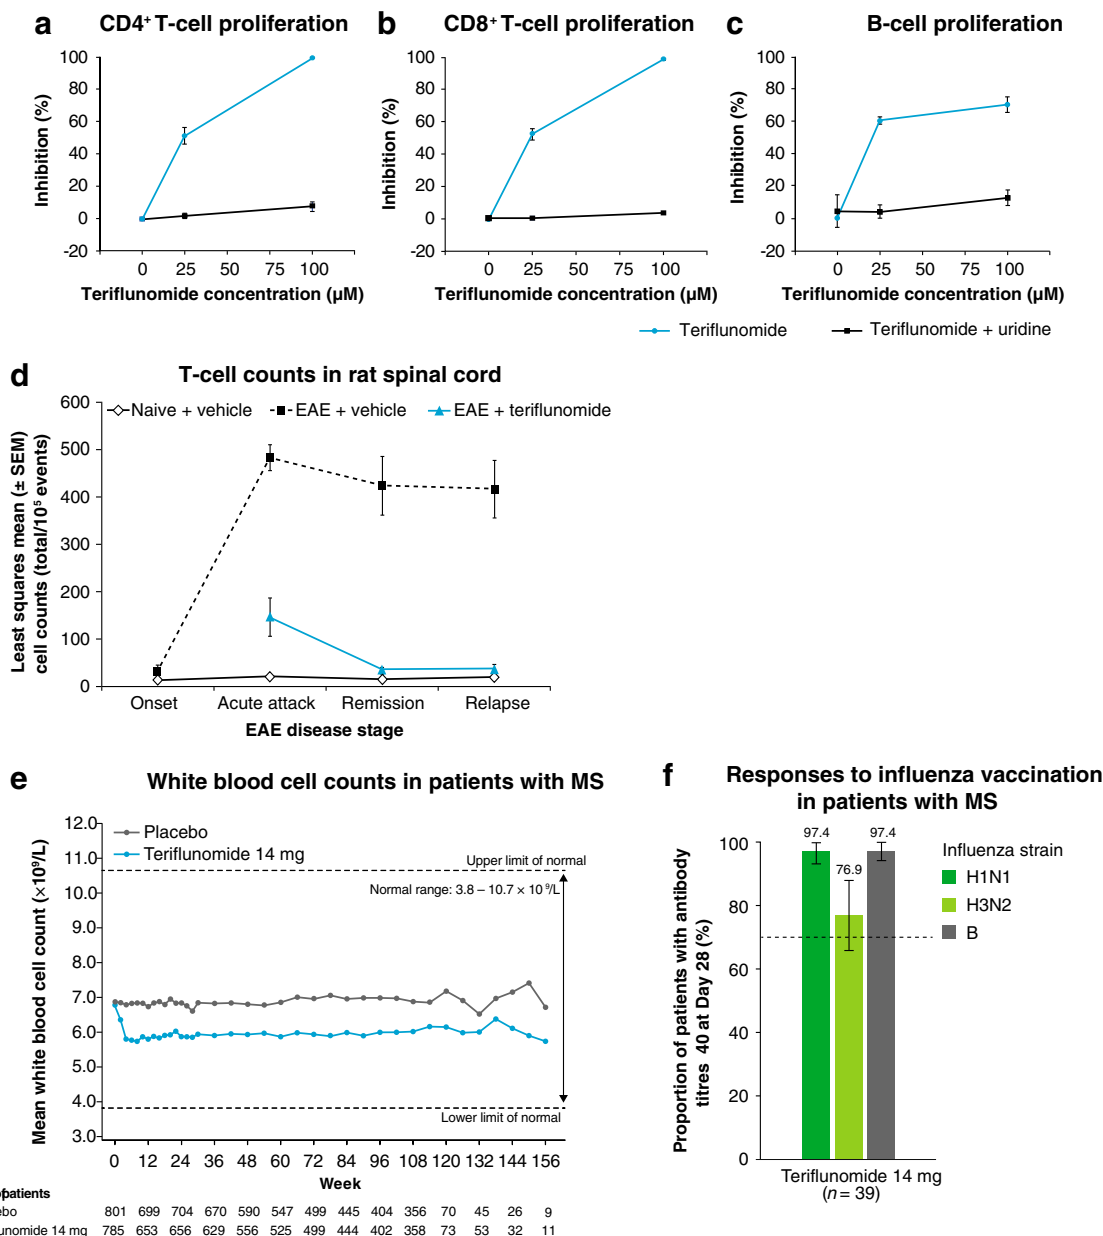 a CD4+ T-cell proliferation
Inhibition (%)
100
80
60
40
20
0
-20
0 25 50 75 100
Teriflunomide concentration (µM)
b CD8+ T-cell proliferation
Inhibition (%)
100
80
60
40
20
0
-20
0 25 50 75 100
Teriflunomide concentration (µM)
c B-cell proliferation
Inhibition (%)
100
80
60
40
20
0
-20
0 25 50 75 100
Teriflunomide concentration (µM)
Teriflunomide Teriflunomide + uridine
d T-cell counts in rat spinal cord
Naive + vehicle EAE + vehicle EAE + teriflunomide
Least squares mean (± SEM)
cell counts (total/10⁵ events)
600
500
400
300
200
100
0
Onset Acute attack Remission Relapse
EAE disease stage
e White blood cell counts in patients with MS
Mean white blood cell count (×10⁹/L)
12.0
11.0
10.0
9.0
8.0
7.0
6.0
5.0
4.0
3.0
Placebo
Teriflunomide 14 mg
Upper limit of normal
Normal range: 3.8 – 10.7 × 10⁹/L
Lower limit of normal
0 12 24 36 48 60 72 84 96 108 120 132 144 156
Week
patients
ebo 801 699 704 670 590 547 499 445 404 356 70 45 26 9
unomide 14 mg 785 653 656 629 556 525 499 444 402 358 73 53 32 11
f Responses to influenza vaccination
in patients with MS
Proportion of patients with antibody
titres 40 at Day 28 (%)
100
80
60
40
20
0
97.4 76.9 97.4
Influenza strain
H1N1
H3N2
B
Teriflunomide 14 mg
(n = 39)